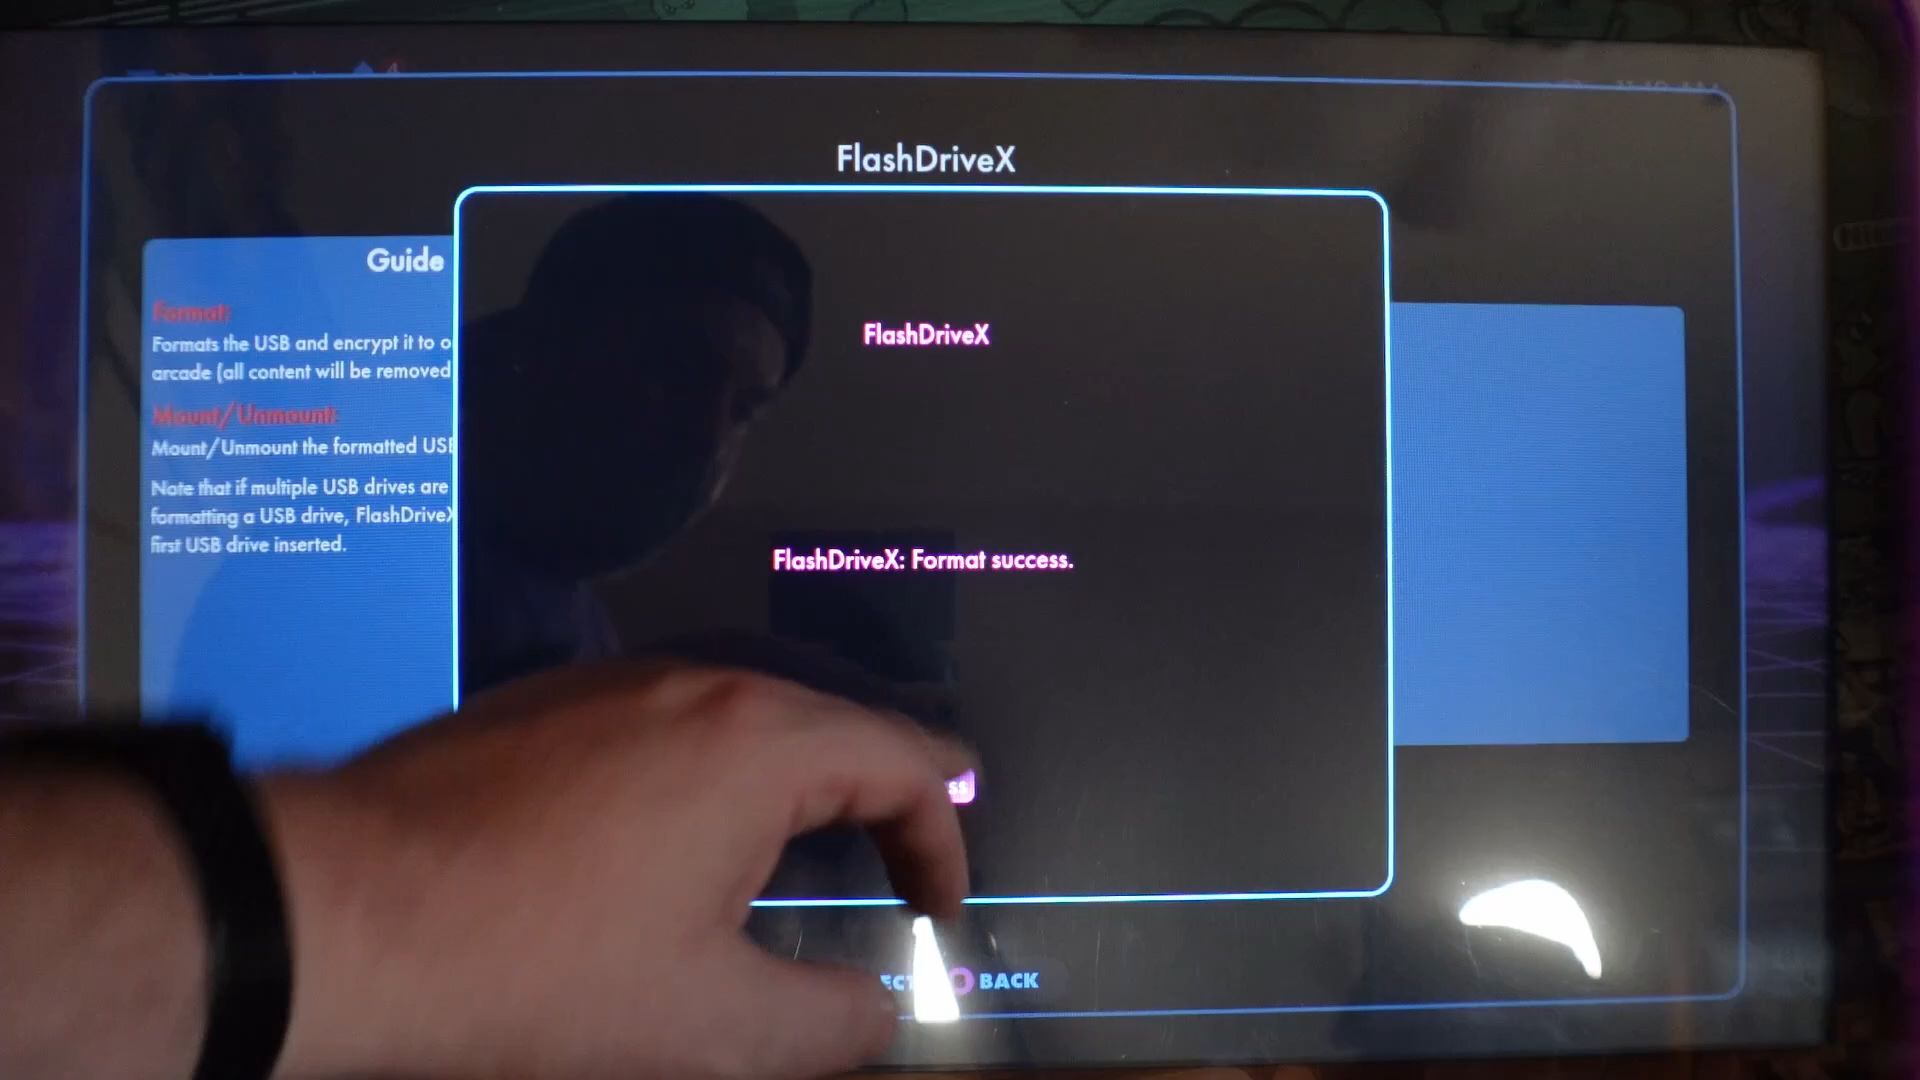 FlashDriveX
Guide
Format:
Formats the USB and encrypt it to o
arcade (all content will be removed
Mount/Unmount:
Mount/Unmount the formatted USB
Note that if multiple USB drives are
formatting a USB drive, FlashDriveX
first USB drive inserted.
FlashDriveX
FlashDriveX: Format success.
BACK